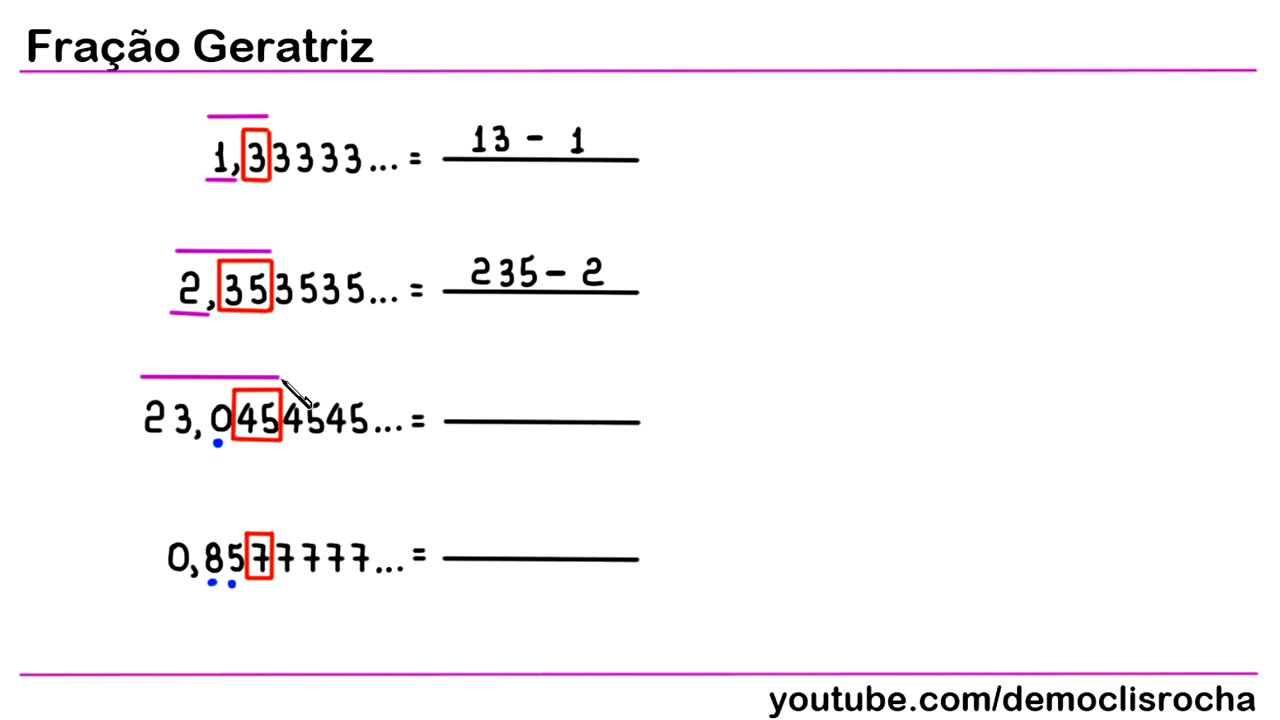 Fração Geratriz
1,33333... = 13 - 1
2,353535... = 235 - 2
23,0454545... =
0,8577777... =
youtube.com/democlisrocha